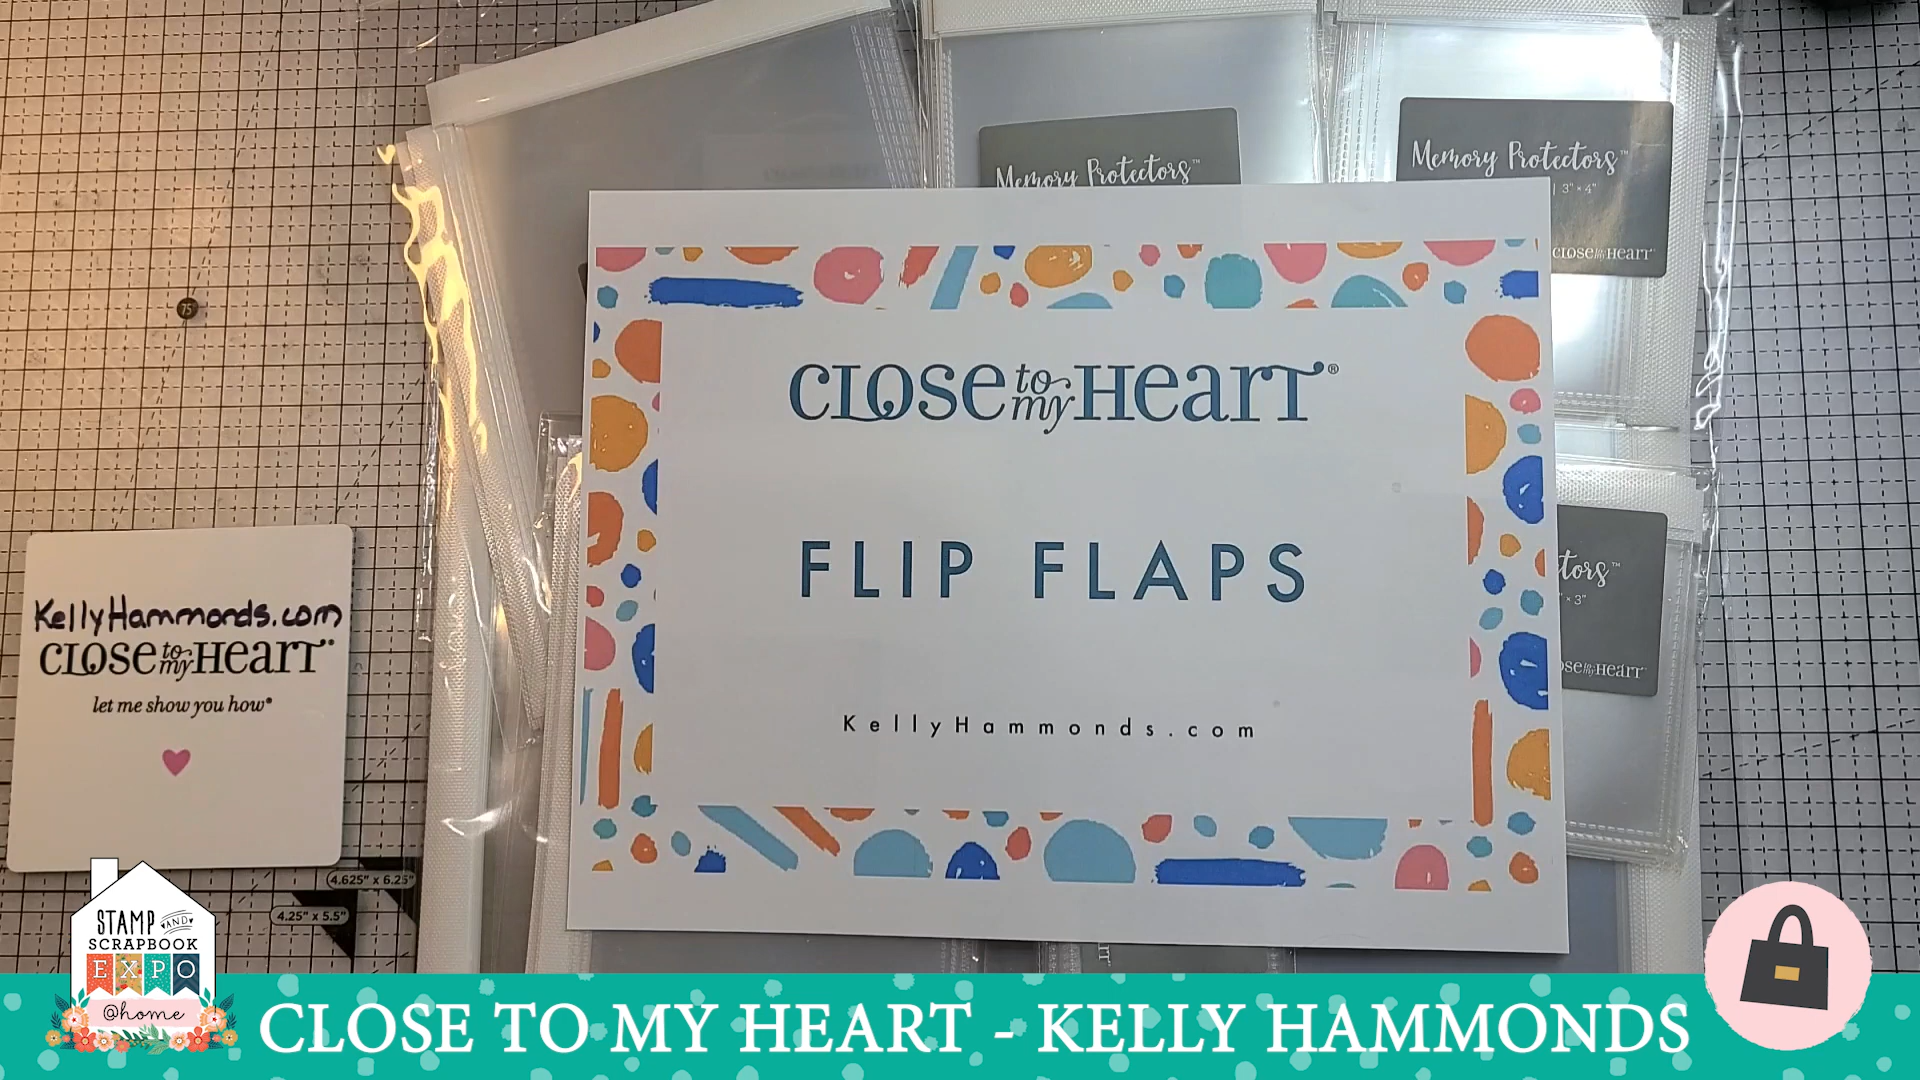 Memory Protectors™
Memory Protectors™
| 3" × 4"
CLOSE to my HEART
75°
CLOSE to my HEART®
FLIP FLAPS
KellyHammonds.com
tors™
" × 3"
OSE to my HEART
KellyHammonds.com
CLOSE to my HEART®
let me show you how®
4.625" x 6.25"
4.25" x 5.5"
STAMP AND
SCRAPBOOK
EXPO
@home
CLOSE TO MY HEART - KELLY HAMMONDS